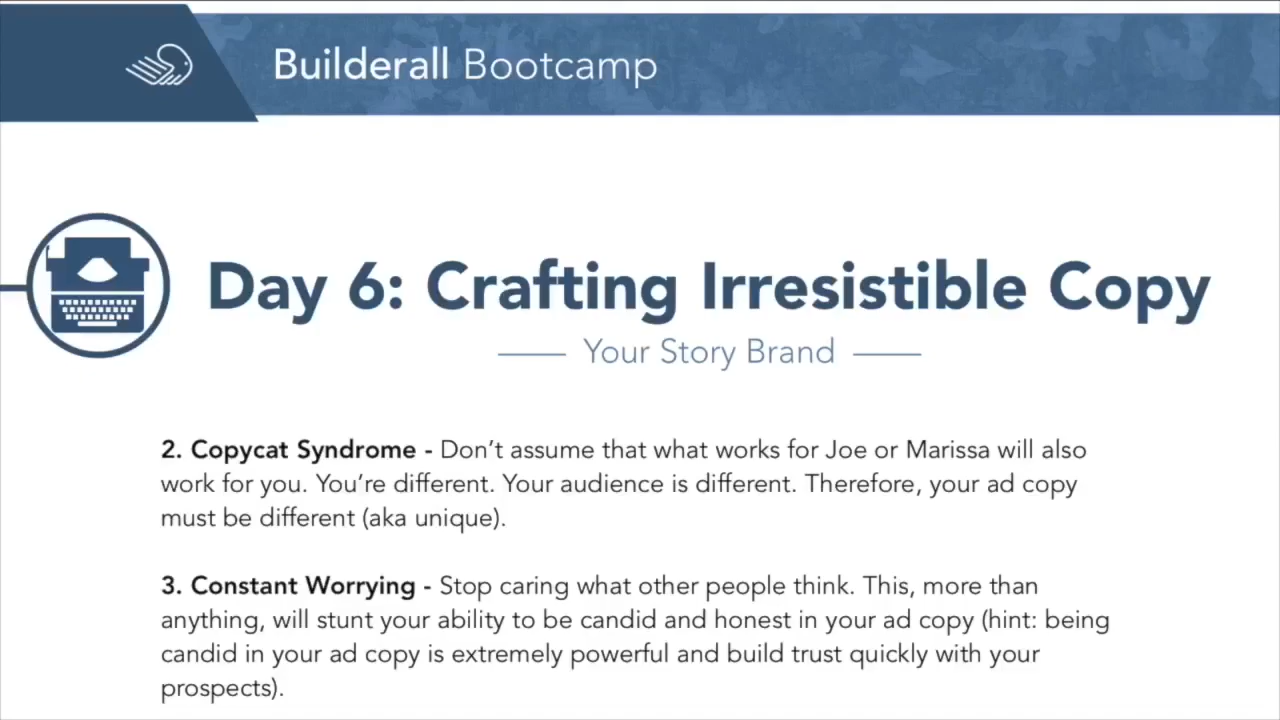 Builderall Bootcamp
Day 6: Crafting Irresistible Copy
Your Story Brand
2. Copycat Syndrome - Don’t assume that what works for Joe or Marissa will also
work for you. You’re different. Your audience is different. Therefore, your ad copy
must be different (aka unique).
3. Constant Worrying - Stop caring what other people think. This, more than
anything, will stunt your ability to be candid and honest in your ad copy (hint: being
candid in your ad copy is extremely powerful and build trust quickly with your
prospects).